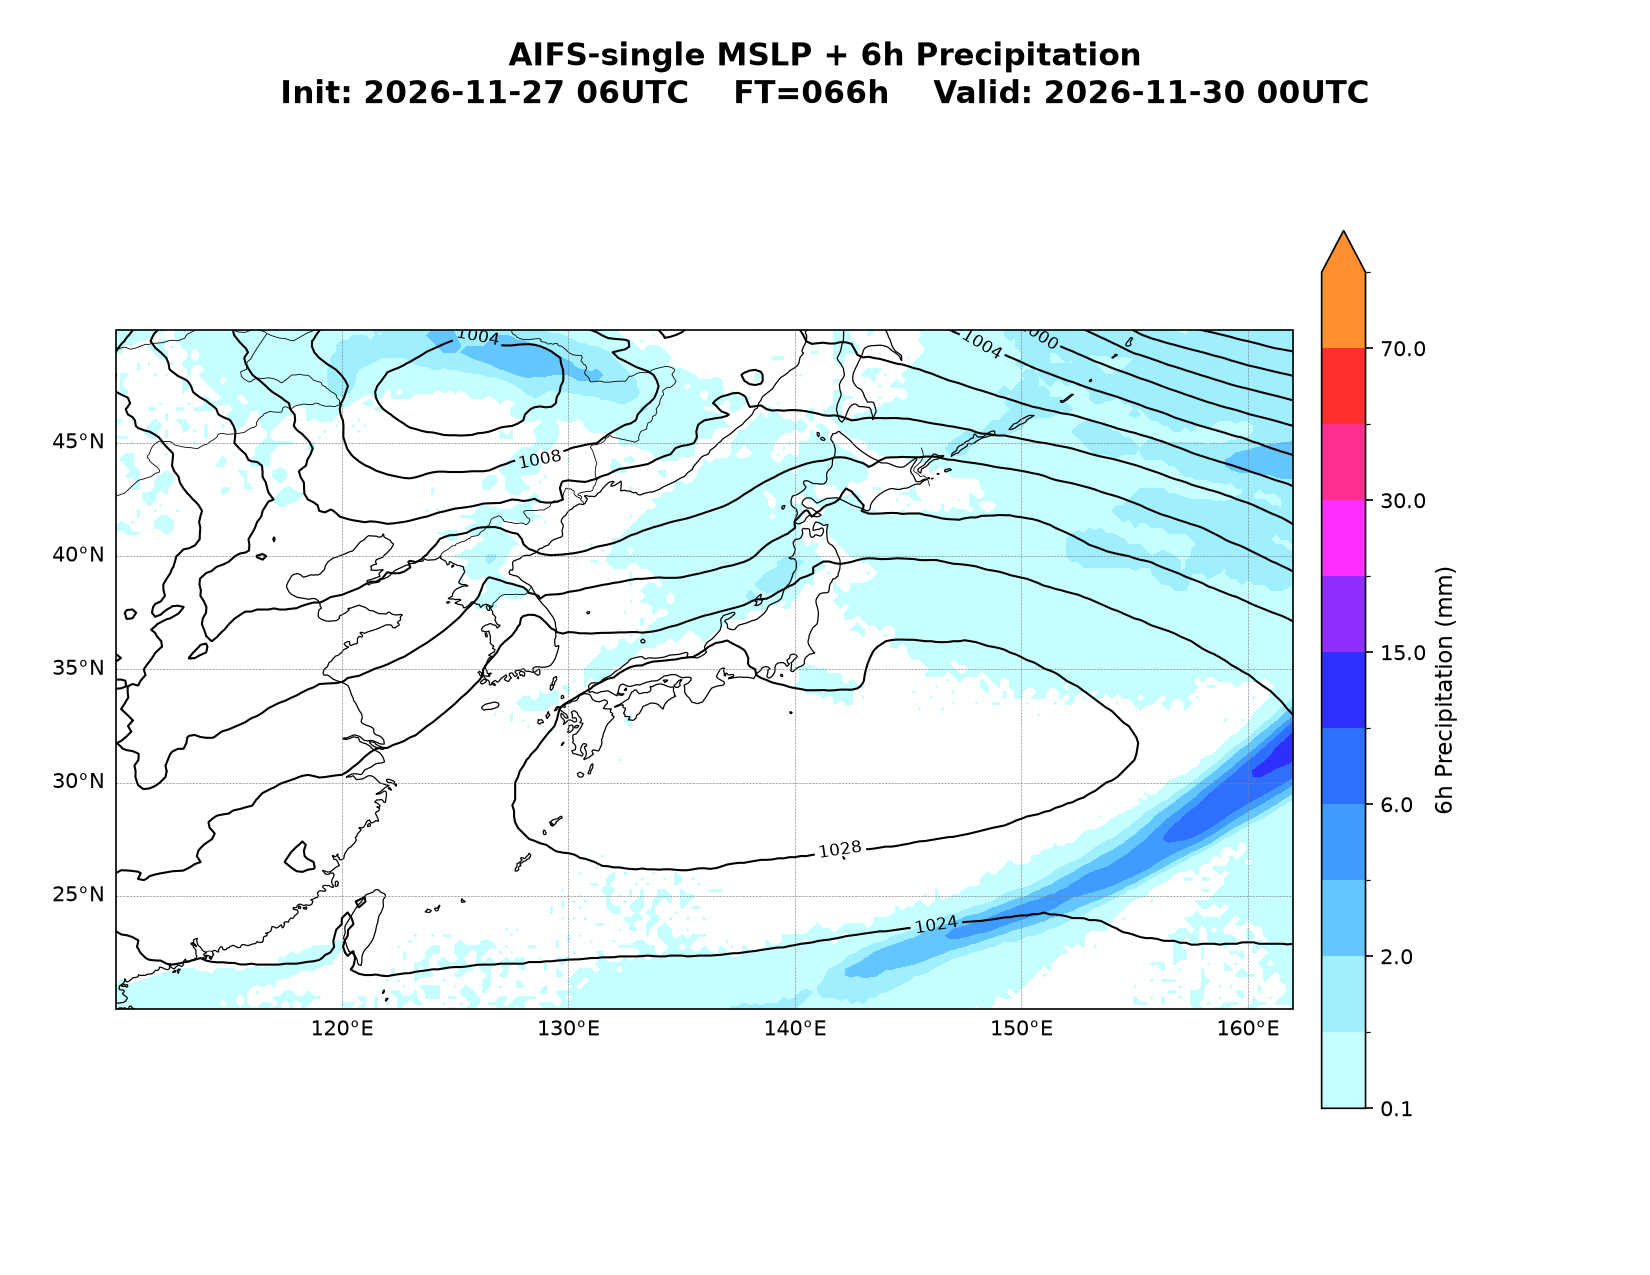 AIFS-single MSLP + 6h Precipitation
Init: 2026-11-27 06UTC    FT=066h    Valid: 2026-11-30 00UTC
1004
1004
1008
1028
1024
45°N
40°N
35°N
30°N
25°N
120°E
130°E
140°E
150°E
160°E
70.0
30.0
15.0
6.0
2.0
0.1
6h Precipitation (mm)